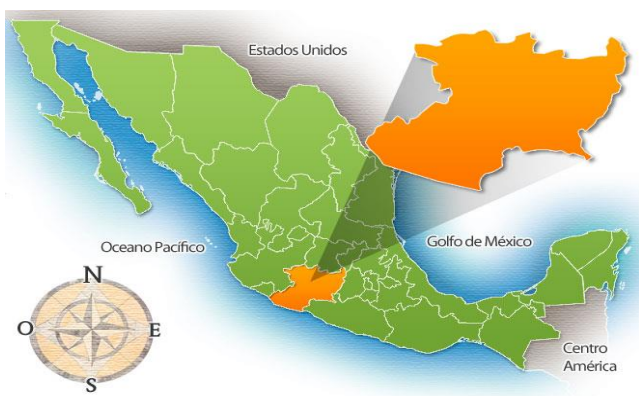 Estados Unidos
Oceano Pacífico
Golfo de México
N
O
E
S
Centro
América